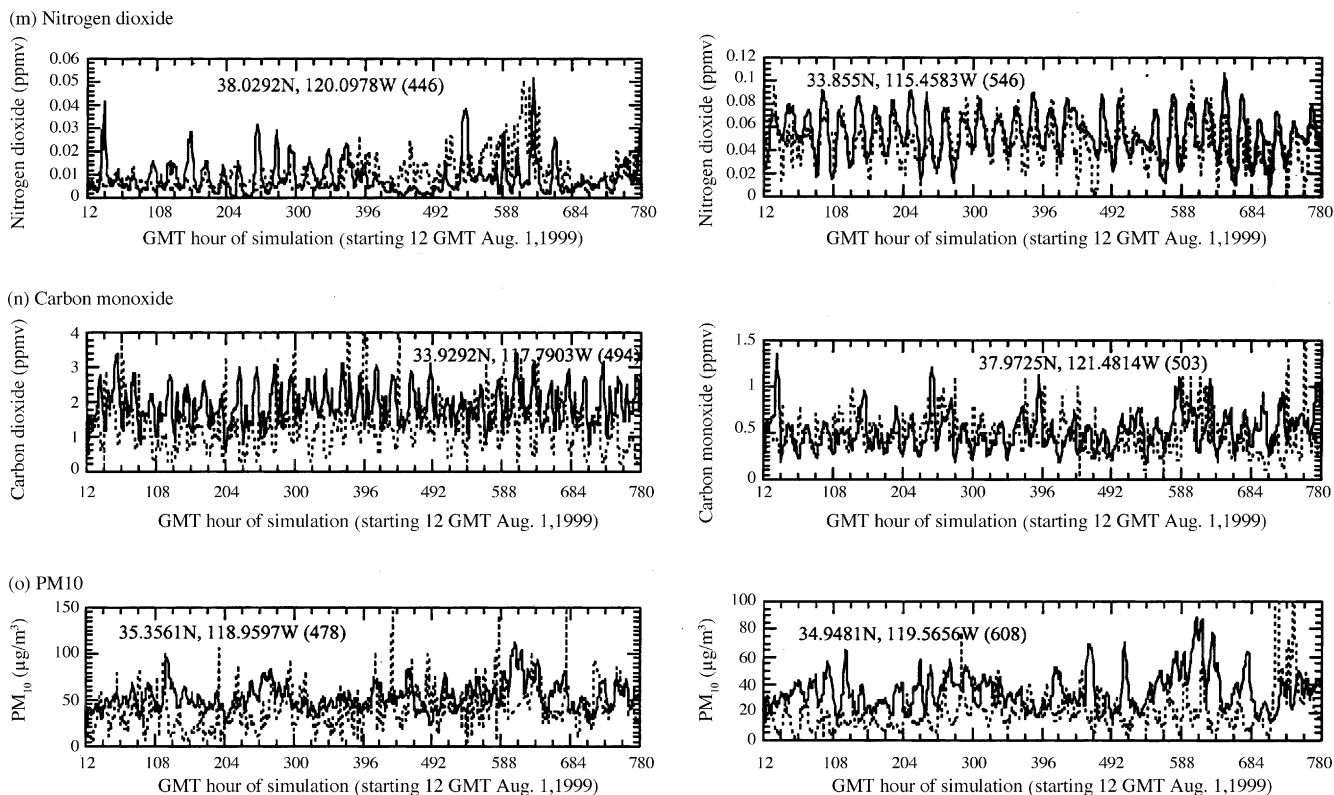 (m) Nitrogen dioxide
Nitrogen dioxide (ppmv)
0.06
0.05
0.04
0.03
0.02
0.01
0
38.0292N, 120.0978W (446)
12 108 204 300 396 492 588 684 780
GMT hour of simulation (starting 12 GMT Aug. 1,1999)
Nitrogen dioxide (ppmv)
0.12
0.1
0.08
0.06
0.04
0.02
0
33.855N, 115.4583W (546)
12 108 204 300 396 492 588 684 780
GMT hour of simulation (starting 12 GMT Aug. 1,1999)
(n) Carbon monoxide
Carbon dioxide (ppmv)
4
3
2
1
0
33.9292N, 117.7903W (494)
12 108 204 300 396 492 588 684 780
GMT hour of simulation (starting 12 GMT Aug. 1,1999)
Carbon monoxide (ppmv)
1.5
1
0.5
0
37.9725N, 121.4814W (503)
12 108 204 300 396 492 588 684 780
GMT hour of simulation (starting 12 GMT Aug. 1,1999)
(o) PM10
PM10 (μg/m³)
150
100
50
0
35.3561N, 118.9597W (478)
12 108 204 300 396 492 588 684 780
GMT hour of simulation (starting 12 GMT Aug. 1,1999)
PM10 (μg/m³)
100
80
60
40
20
0
34.9481N, 119.5656W (608)
12 108 204 300 396 492 588 684 780
GMT hour of simulation (starting 12 GMT Aug. 1,1999)